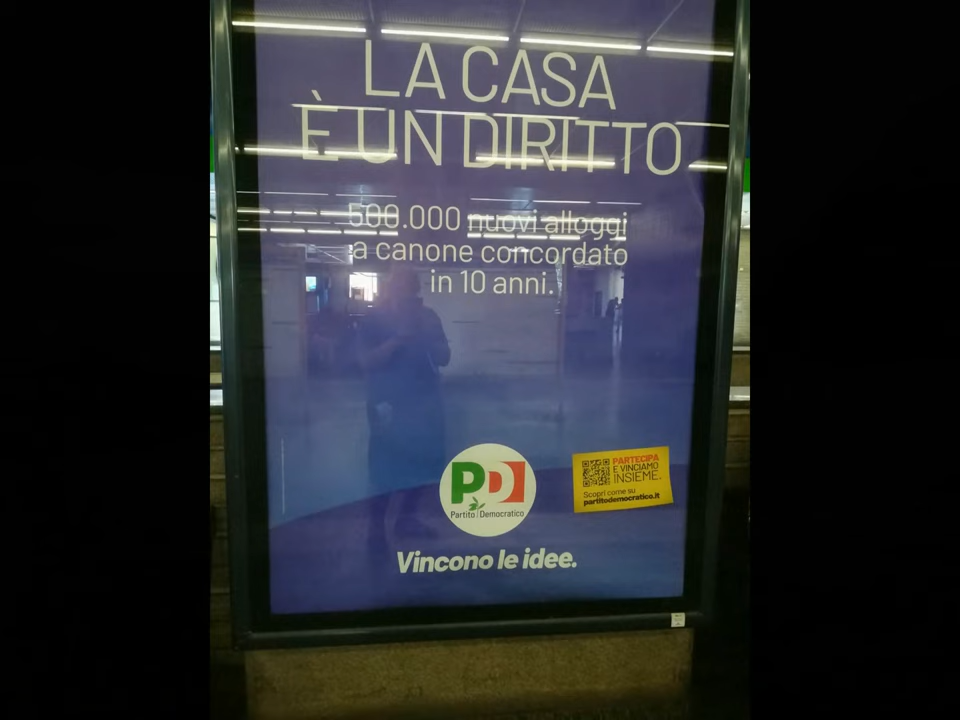 LA CASA
È UN DIRITTO
500.000 nuovi alloggi
a canone concordato
in 10 anni.
PD
Partito Democratico
PARTECIPA
E VINCIAMO
INSIEME.
Scopri come su
partitodemocratico.it
Vincono le idee.